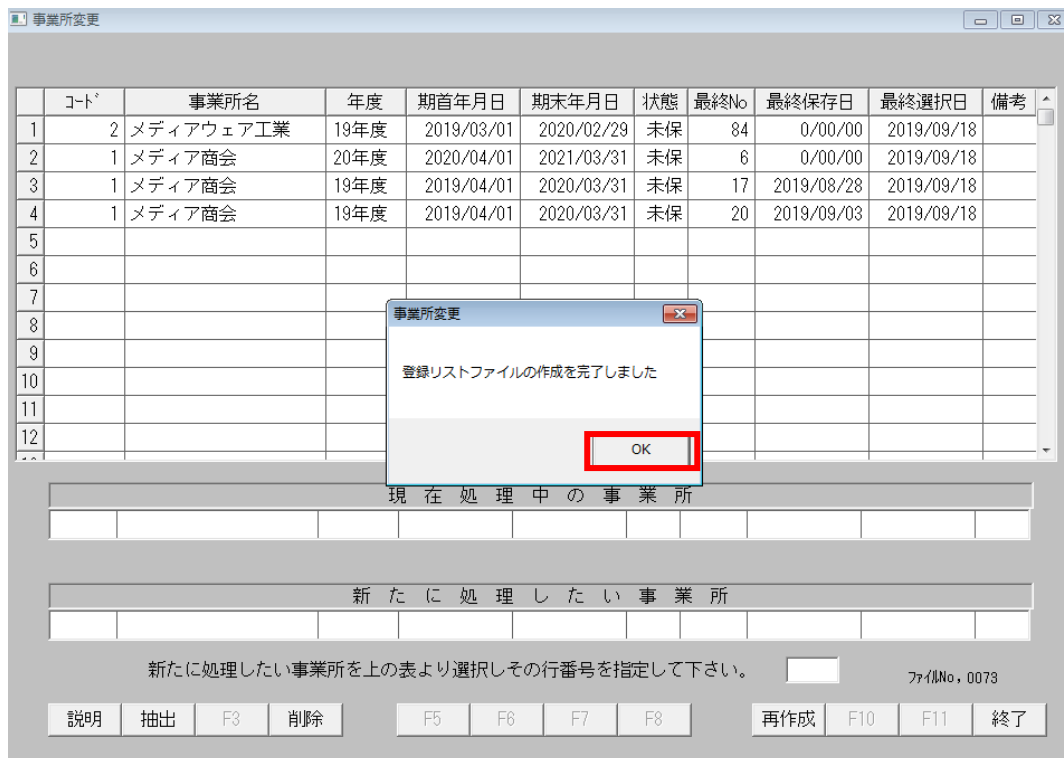 事業所変更
コード 事業所名 年度 期首年月日 期末年月日 状態 最終No 最終保存日 最終選択日 備考
1 2 メディアウェア工業 19年度 2019/03/01 2020/02/29 未保 84 0/00/00 2019/09/18
2 1 メディア商会 20年度 2020/04/01 2021/03/31 未保 6 0/00/00 2019/09/18
3 1 メディア商会 19年度 2019/04/01 2020/03/31 未保 17 2019/08/28 2019/09/18
4 1 メディア商会 19年度 2019/04/01 2020/03/31 未保 20 2019/09/03 2019/09/18
5
6
7
8
9
10
11
12
事業所変更
登録リストファイルの作成を完了しました
OK
現在処理中の事業所
新たに処理したい事業所
新たに処理したい事業所を上の表より選択しその行番号を指定して下さい。
ファイルNo, 0073
説明 抽出 F3 削除 F5 F6 F7 F8 再作成 F10 F11 終了